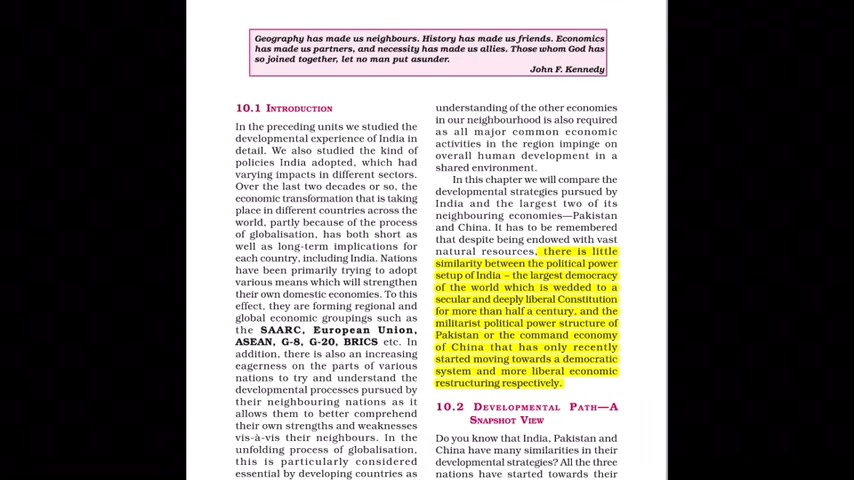 Geography has made us neighbours. History has made us friends. Economics
has made us partners, and necessity has made us allies. Those whom God has
so joined together, let no man put asunder.
John F. Kennedy
10.1 INTRODUCTION
In the preceding units we studied the
developmental experience of India in
detail. We also studied the kind of
policies India adopted, which had
varying impacts in different sectors.
Over the last two decades or so, the
economic transformation that is taking
place in different countries across the
world, partly because of the process
of globalisation, has both short as
well as long-term implications for
each country, including India. Nations
have been primarily trying to adopt
various means which will strengthen
their own domestic economies. To this
effect, they are forming regional and
global economic groupings such as
the SAARC, European Union,
ASEAN, G-8, G-20, BRICS etc. In
addition, there is also an increasing
eagerness on the parts of various
nations to try and understand the
developmental processes pursued by
their neighbouring nations as it
allows them to better comprehend
their own strengths and weaknesses
vis-à-vis their neighbours. In the
unfolding process of globalisation,
this is particularly considered
essential by developing countries as
understanding of the other economies
in our neighbourhood is also required
as all major common economic
activities in the region impinge on
overall human development in a
shared environment.
In this chapter we will compare the
developmental strategies pursued by
India and the largest two of its
neighbouring economies—Pakistan
and China. It has to be remembered
that despite being endowed with vast
natural resources, there is little
similarity between the political power
setup of India – the largest democracy
of the world which is wedded to a
secular and deeply liberal Constitution
for more than half a century, and the
militarist political power structure of
Pakistan or the command economy
of China that has only recently
started moving towards a democratic
system and more liberal economic
restructuring respectively.
10.2 DEVELOPMENTAL PATH—A
SNAPSHOT VIEW
Do you know that India, Pakistan and
China have many similarities in their
developmental strategies? All the three
nations have started towards their